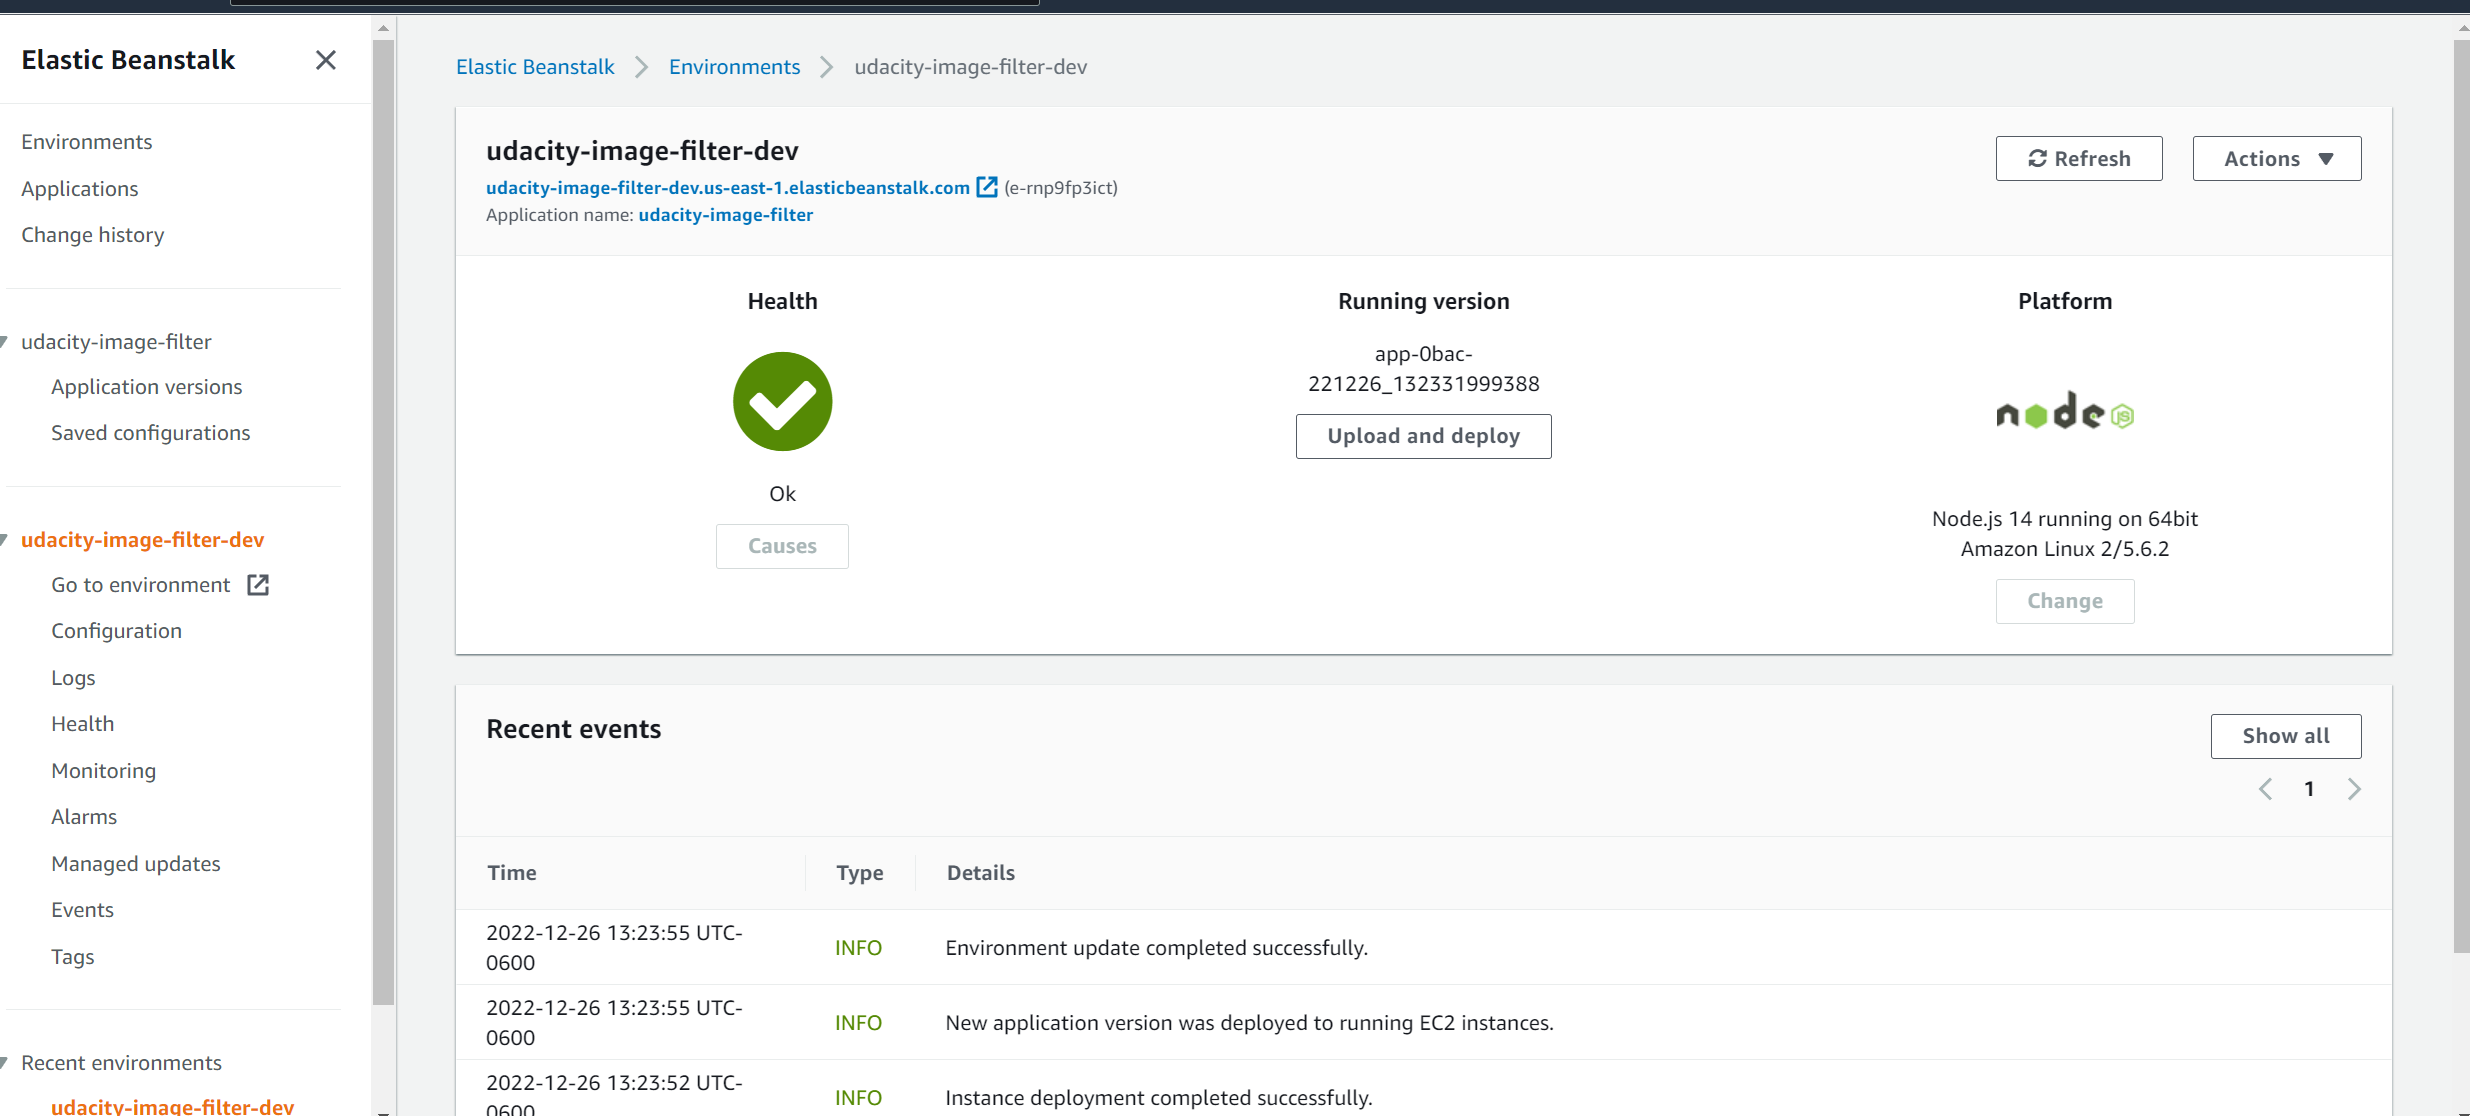 Elastic Beanstalk
Environments
Applications
Change history
udacity-image-filter
Application versions
Saved configurations
udacity-image-filter-dev
Go to environment
Configuration
Logs
Health
Monitoring
Alarms
Managed updates
Events
Tags
Recent environments
udacity-image-filter-dev
Elastic Beanstalk Environments udacity-image-filter-dev
udacity-image-filter-dev
udacity-image-filter-dev.us-east-1.elasticbeanstalk.com (e-rnp9fp3ict)
Application name: udacity-image-filter
Refresh
Actions
Health
Ok
Causes
Running version
app-0bac-
221226_132331999388
Upload and deploy
Platform
node JS
Node.js 14 running on 64bit
Amazon Linux 2/5.6.2
Change
Recent events
Show all
1
Time Type Details
2022-12-26 13:23:55 UTC-
0600
INFO
Environment update completed successfully.
2022-12-26 13:23:55 UTC-
0600
INFO
New application version was deployed to running EC2 instances.
2022-12-26 13:23:52 UTC-
0600
INFO
Instance deployment completed successfully.